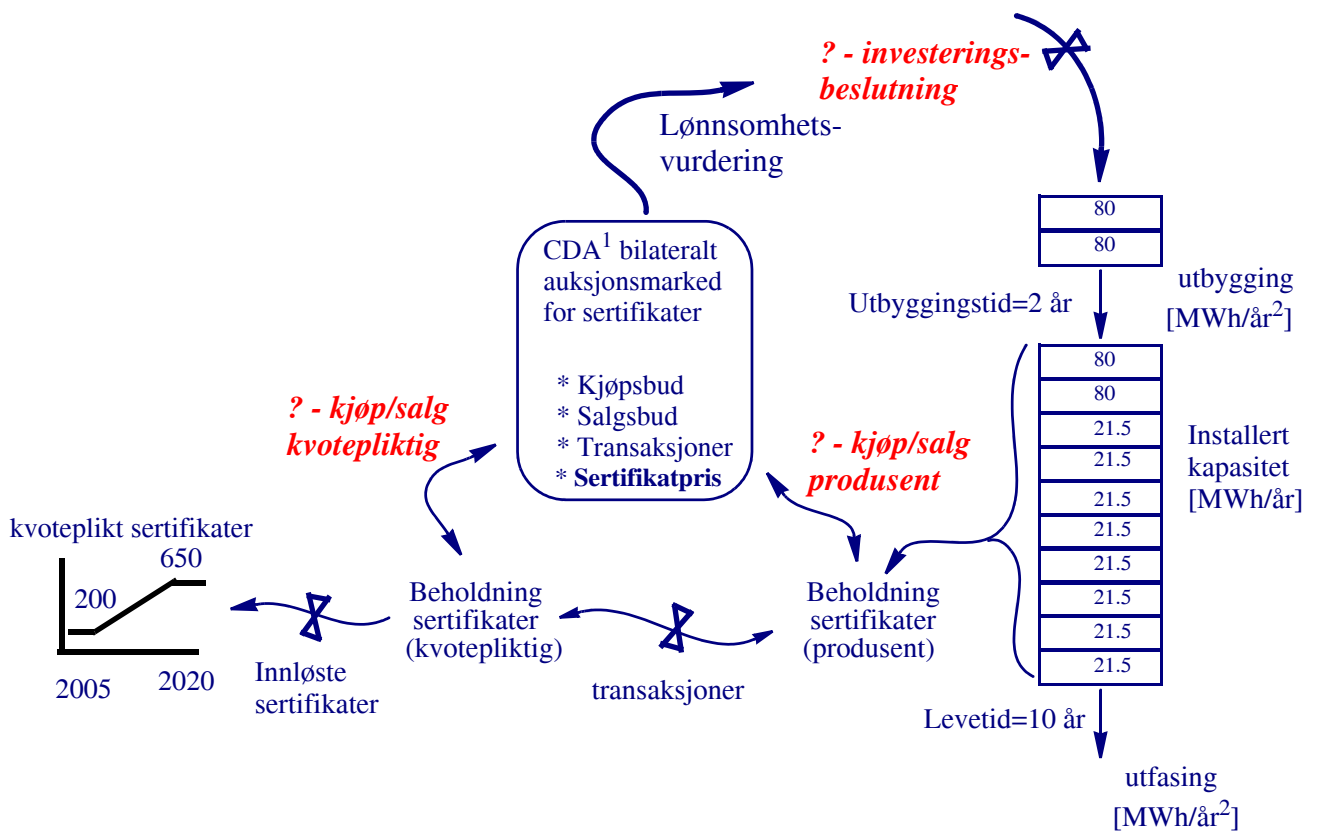 ? - investerings-
beslutning
Lønnsomhets-
vurdering
80
80
utbygging
[MWh/år²]
Utbyggingstid=2 år
CDA¹ bilateralt
auksjonsmarked
for sertifikater
* Kjøpsbud
* Salgsbud
* Transaksjoner
* Sertifikatpris
? - kjøp/salg
kvotepliktig
? - kjøp/salg
produsent
80
80
21.5
21.5
21.5
21.5
21.5
21.5
21.5
21.5
Installert
kapasitet
[MWh/år]
kvoteplikt sertifikater
650
200
2005
2020
Innløste
sertifikater
Beholdning
sertifikater
(kvotepliktig)
transaksjoner
Beholdning
sertifikater
(produsent)
Levetid=10 år
utfasing
[MWh/år²]